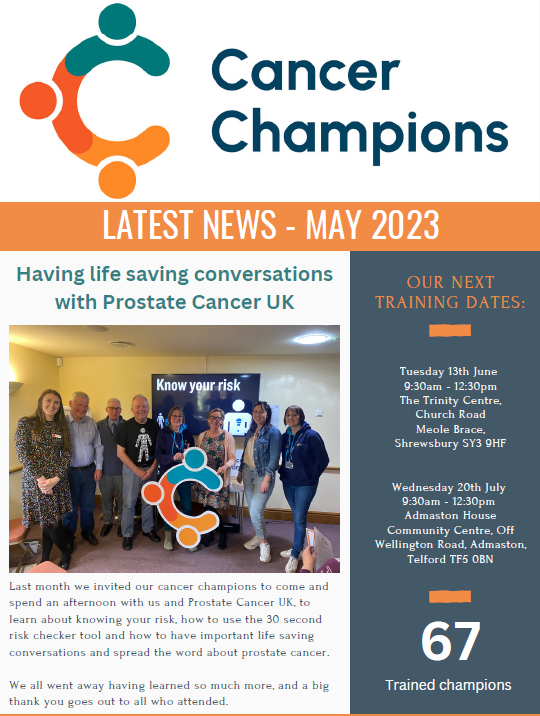 Cancer
Champions
LATEST NEWS - MAY 2023
Having life saving conversations
with Prostate Cancer UK
Know your risk
Last month we invited our cancer champions to come and
spend an afternoon with us and Prostate Cancer UK, to
learn about knowing your risk, how to use the 30 second
risk checker tool and how to have important life saving
conversations and spread the word about prostate cancer.
We all went away having learned so much more, and a big
thank you goes out to all who attended.
OUR NEXT
TRAINING DATES:
Tuesday 13th June
9:30am - 12:30pm
The Trinity Centre,
Church Road
Meole Brace,
Shrewsbury SY3 9HF
Wednesday 20th July
9:30am - 12:30pm
Admaston House
Community Centre, Off
Wellington Road, Admaston,
Telford TF5 0BN
67
Trained champions